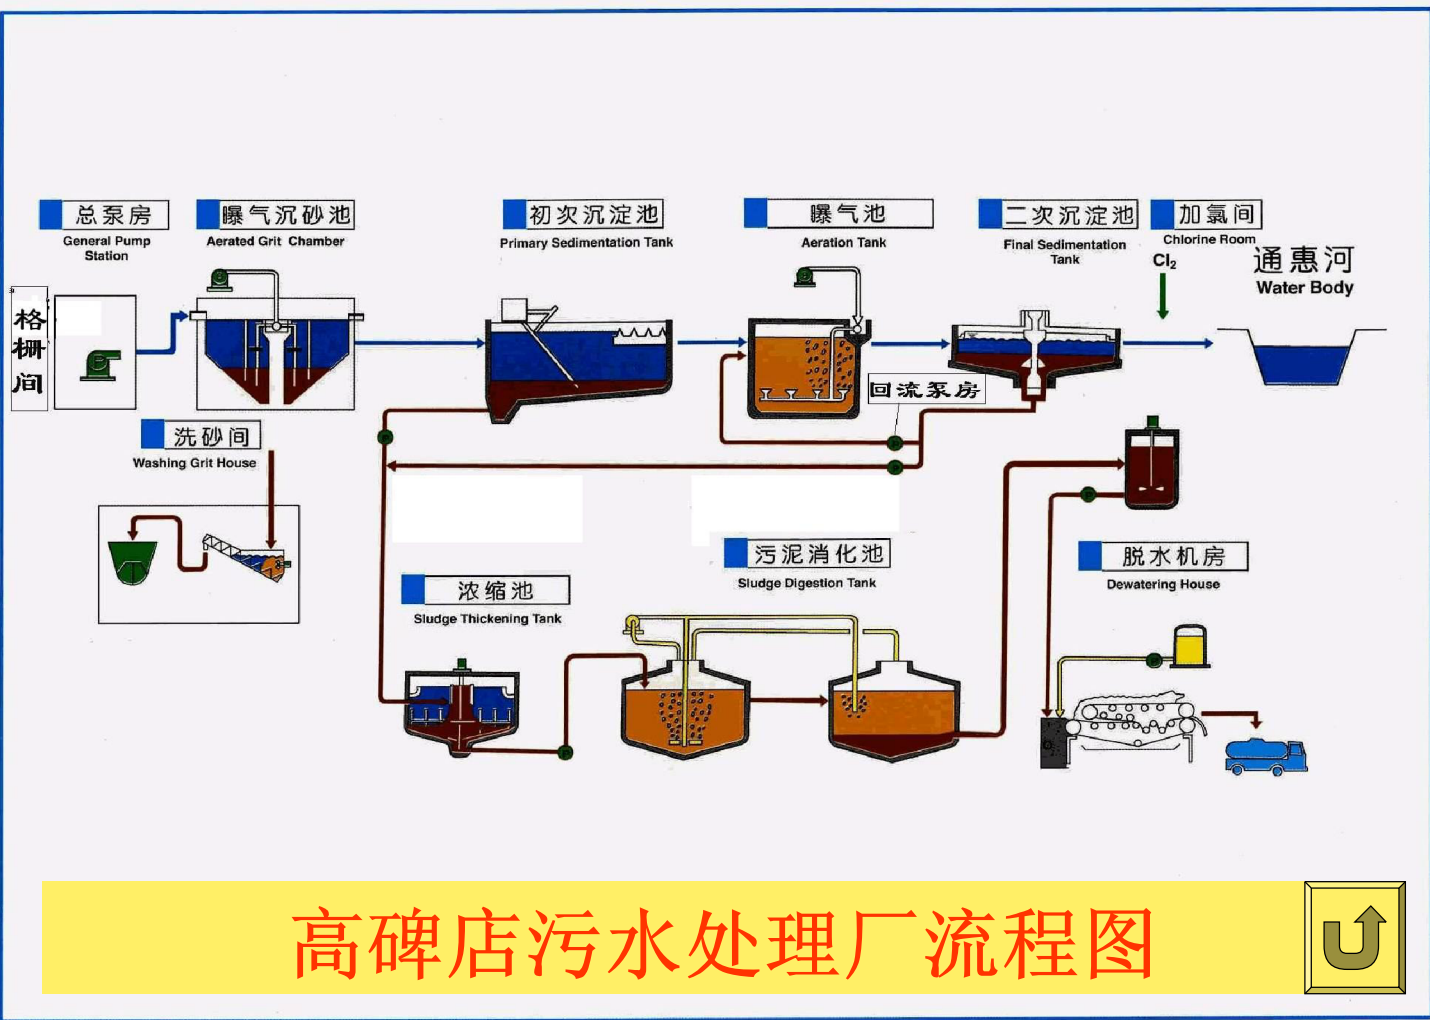 总泵房
General Pump
Station
曝气沉砂池
Aerated Grit Chamber
初次沉淀池
Primary Sedimentation Tank
曝气池
Aeration Tank
二次沉淀池
Final Sedimentation
Tank
加氯间
Chlorine Room
Cl₂
通惠河
Water Body
格
栅
间
回流泵房
洗砂间
Washing Grit House
P
P
P
P
浓缩池
Sludge Thickening Tank
污泥消化池
Sludge Digestion Tank
脱水机房
Dewatering House
P
P
高碑店污水处理厂流程图